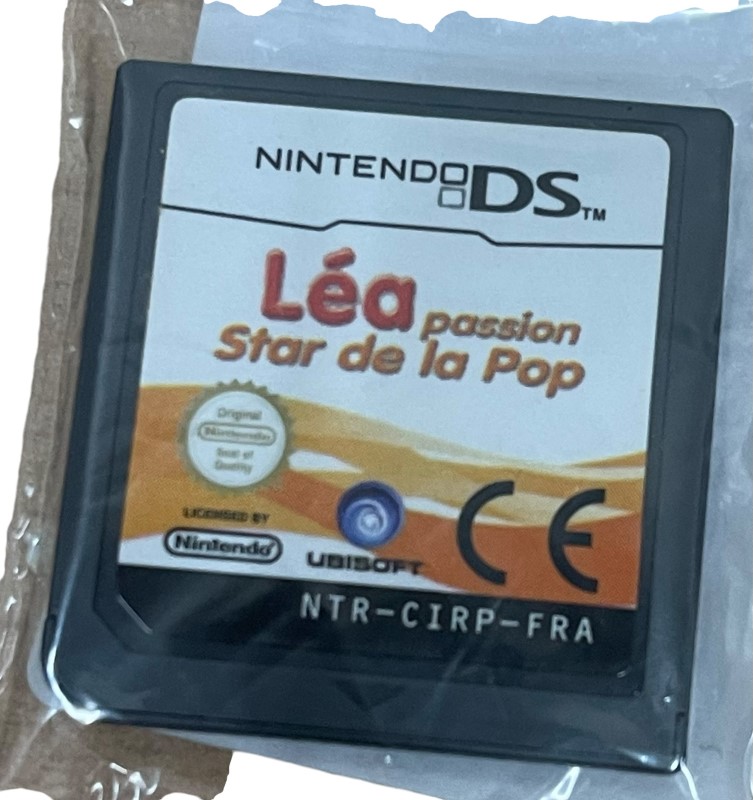 NINTENDO DS™
Léa passion
Star de la Pop
Original
Nintendo
Seal of
Quality
LICENSED BY
Nintendo
UBISOFT
CE
NTR-CIRP-FRA